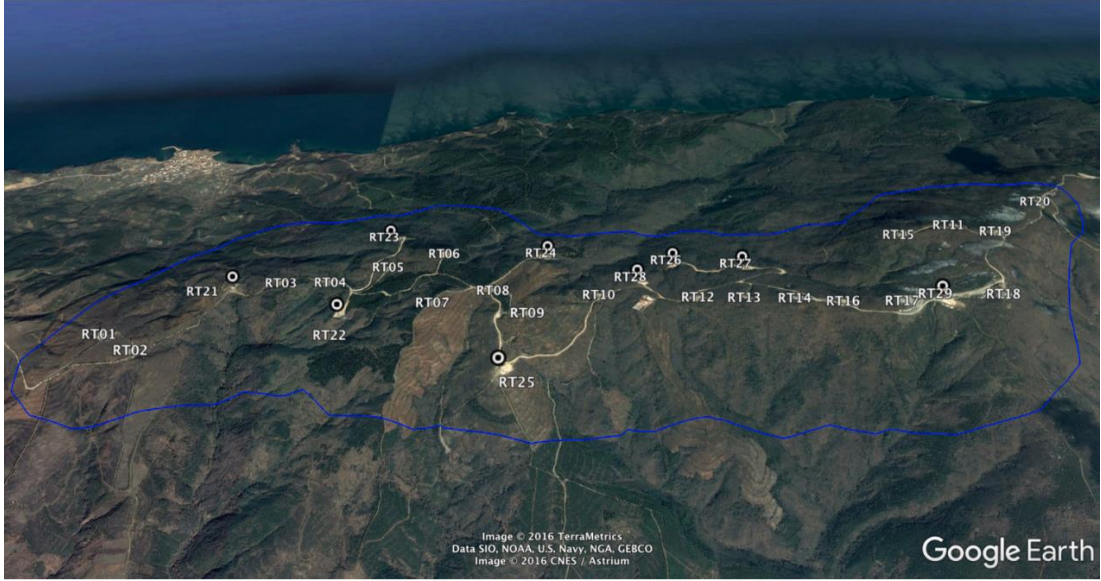 RT20
RT11
RT15
RT19
RT23
RT24
RT06
RT26
RT27
RT05
RT28
RT03
RT04
RT21
RT08
RT10
RT29
RT18
RT12
RT13
RT14
RT16
RT17
RT07
RT09
RT01
RT22
RT02
RT25
Image © 2016 TerraMetrics
Data SIO, NOAA, U.S. Navy, NGA, GEBCO
Image © 2016 CNES / Astrium
Google Earth